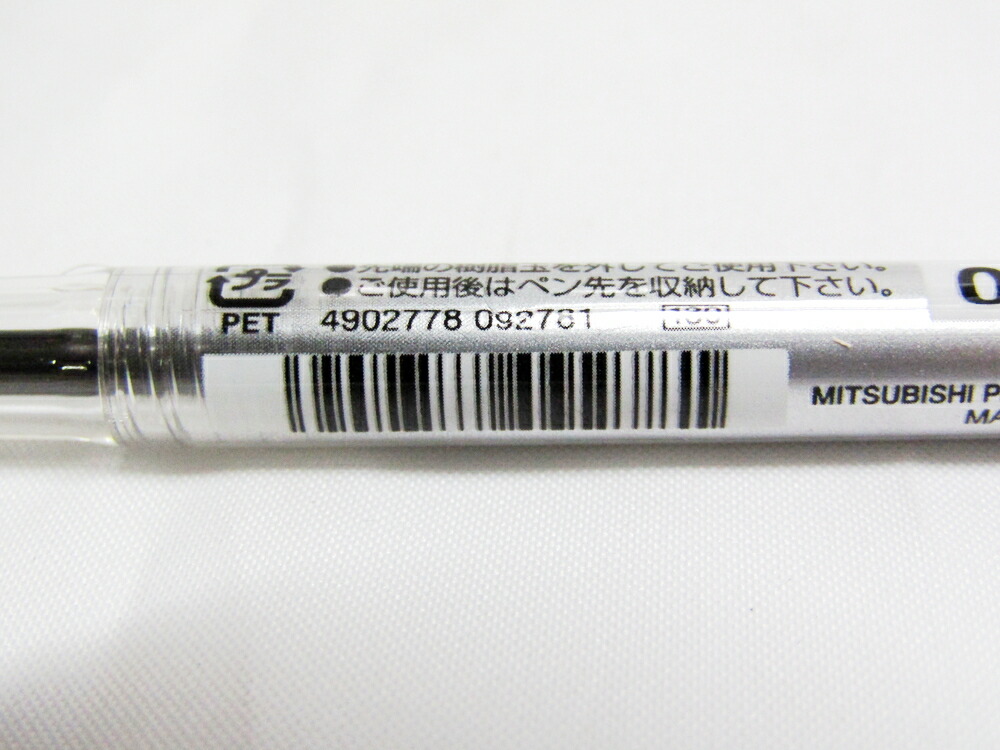 ●先端の樹脂玉を外してご使用下さい。
プラ ●ご使用後はペン先を収納して下さい。
PET 4902778 092781
0
MITSUBISHI P
MA